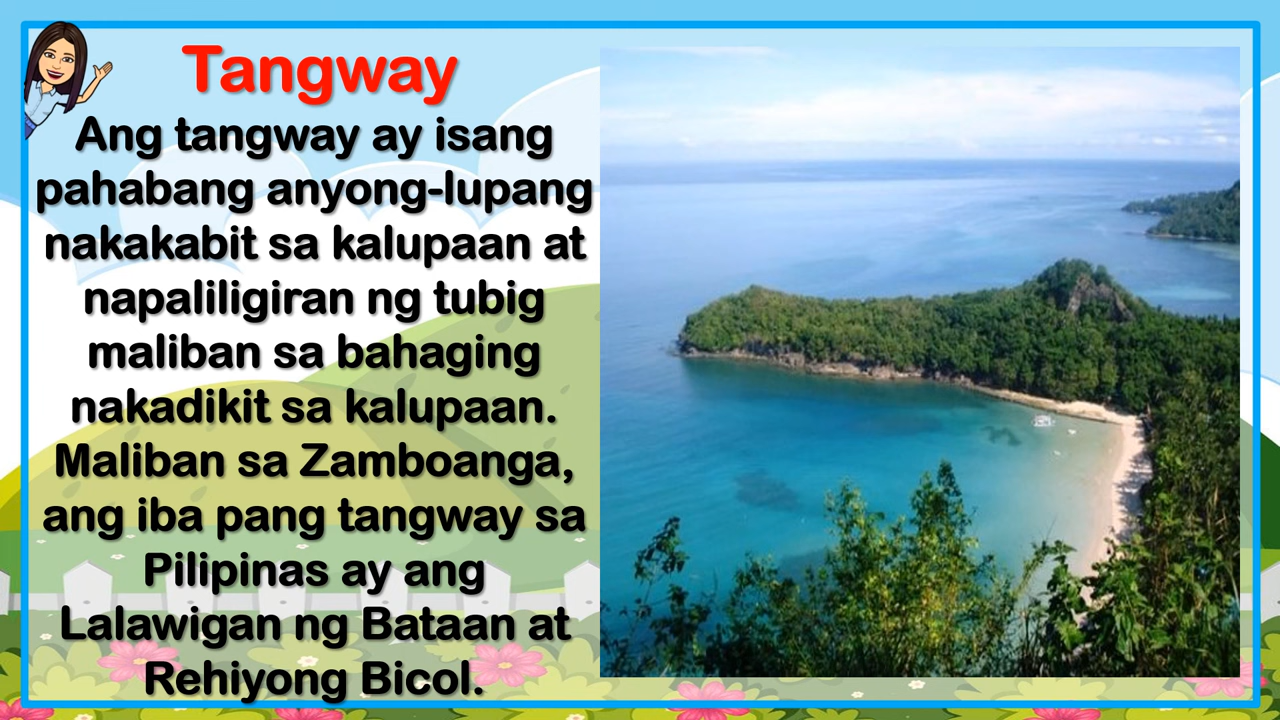 Tangway
Ang tangway ay isang
pahabang anyong-lupang
nakakabit sa kalupaan at
napaliligiran ng tubig
maliban sa bahaging
nakadikit sa kalupaan.
Maliban sa Zamboanga,
ang iba pang tangway sa
Pilipinas ay ang
Lalawigan ng Bataan at
Rehiyong Bicol.